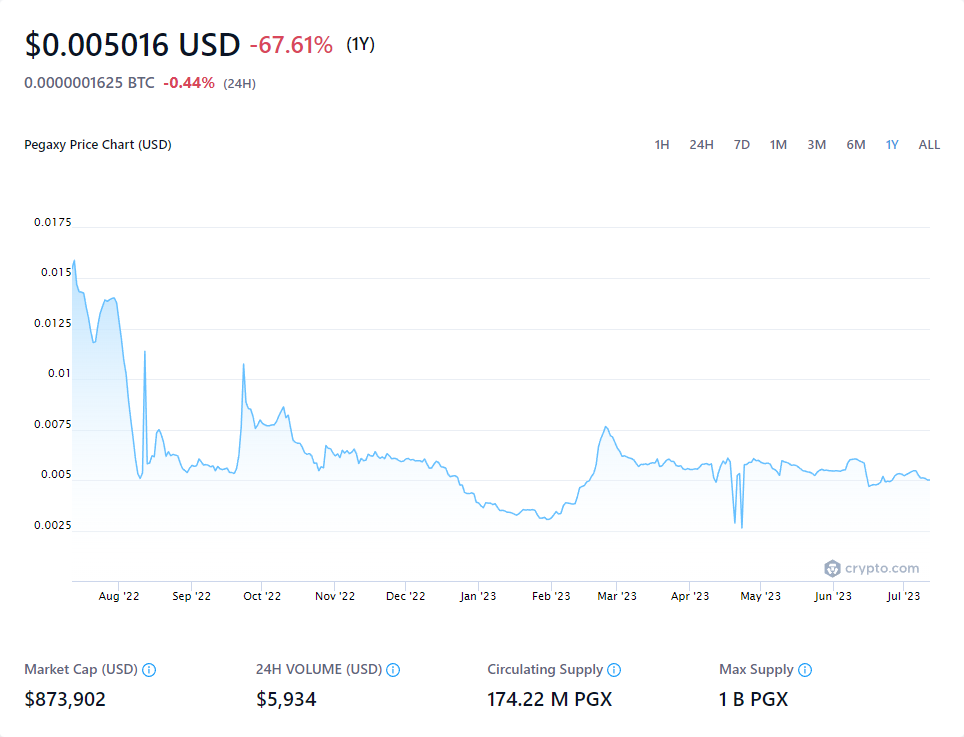 $0.005016 USD -67.61% (1Y)
0.0000001625 BTC -0.44% (24H)
Pegaxy Price Chart (USD) 1H 24H 7D 1M 3M 6M 1Y ALL
0.0175
0.015
0.0125
0.01
0.0075
0.005
0.0025
crypto.com
Aug '22 Sep '22 Oct '22 Nov '22 Dec '22 Jan '23 Feb '23 Mar '23 Apr '23 May '23 Jun '23 Jul '23
Market Cap (USD) 24H VOLUME (USD) Circulating Supply Max Supply
$873,902 $5,934 174.22 M PGX 1 B PGX